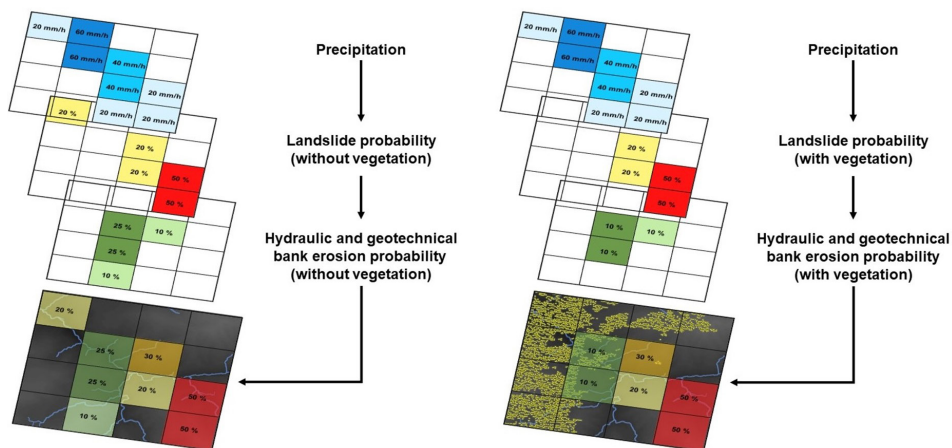 20 mm/h 60 mm/h
60 mm/h 40 mm/h
40 mm/h 20 mm/h
20 mm/h 20 mm/h
20 %
20 %
20 % 50 %
50 %
25 % 10 %
25 %
10 %
20 %
25 % 30 %
25 % 20 % 50 %
10 % 50 %
Precipitation
Landslide probability
(without vegetation)
Hydraulic and geotechnical
bank erosion probability
(without vegetation)
20 mm/h 60 mm/h
60 mm/h 40 mm/h
40 mm/h 20 mm/h
20 mm/h 20 mm/h
20 %
20 % 50 %
50 %
10 % 10 %
10 %
10 % 30 %
10 % 20 % 50 %
50 %
Precipitation
Landslide probability
(with vegetation)
Hydraulic and geotechnical
bank erosion probability
(with vegetation)